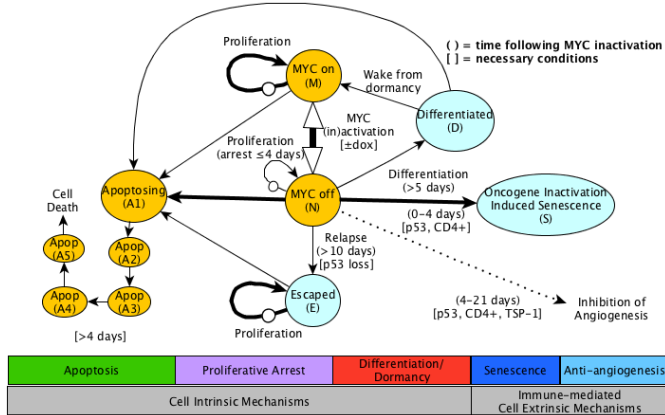 Proliferation
MYC on
(M)
( ) = time following MYC inactivation
[ ] = necessary conditions
Wake from
dormancy
Differentiated
(D)
MYC
(in)activation
[±dox]
Proliferation
(arrest ≤4 days)
Apoptosing
(A1)
MYC off
(N)
Differentiation
(>5 days)
Oncogene Inactivation
Induced Senescence
(S)
(0–4 days)
[p53, CD4+]
Cell
Death
Apop
(A5)
Apop
(A2)
Apop
(A4)
Apop
(A3)
[>4 days]
Relapse
(>10 days)
[p53 loss]
Escaped
(E)
Proliferation
(4–21 days)
[p53, CD4+, TSP-1]
Inhibition of
Angiogenesis
Apoptosis
Proliferative Arrest
Differentiation/
Dormancy
Senescence
Anti-angiogenesis
Cell Intrinsic Mechanisms
Immune-mediated
Cell Extrinsic Mechanisms